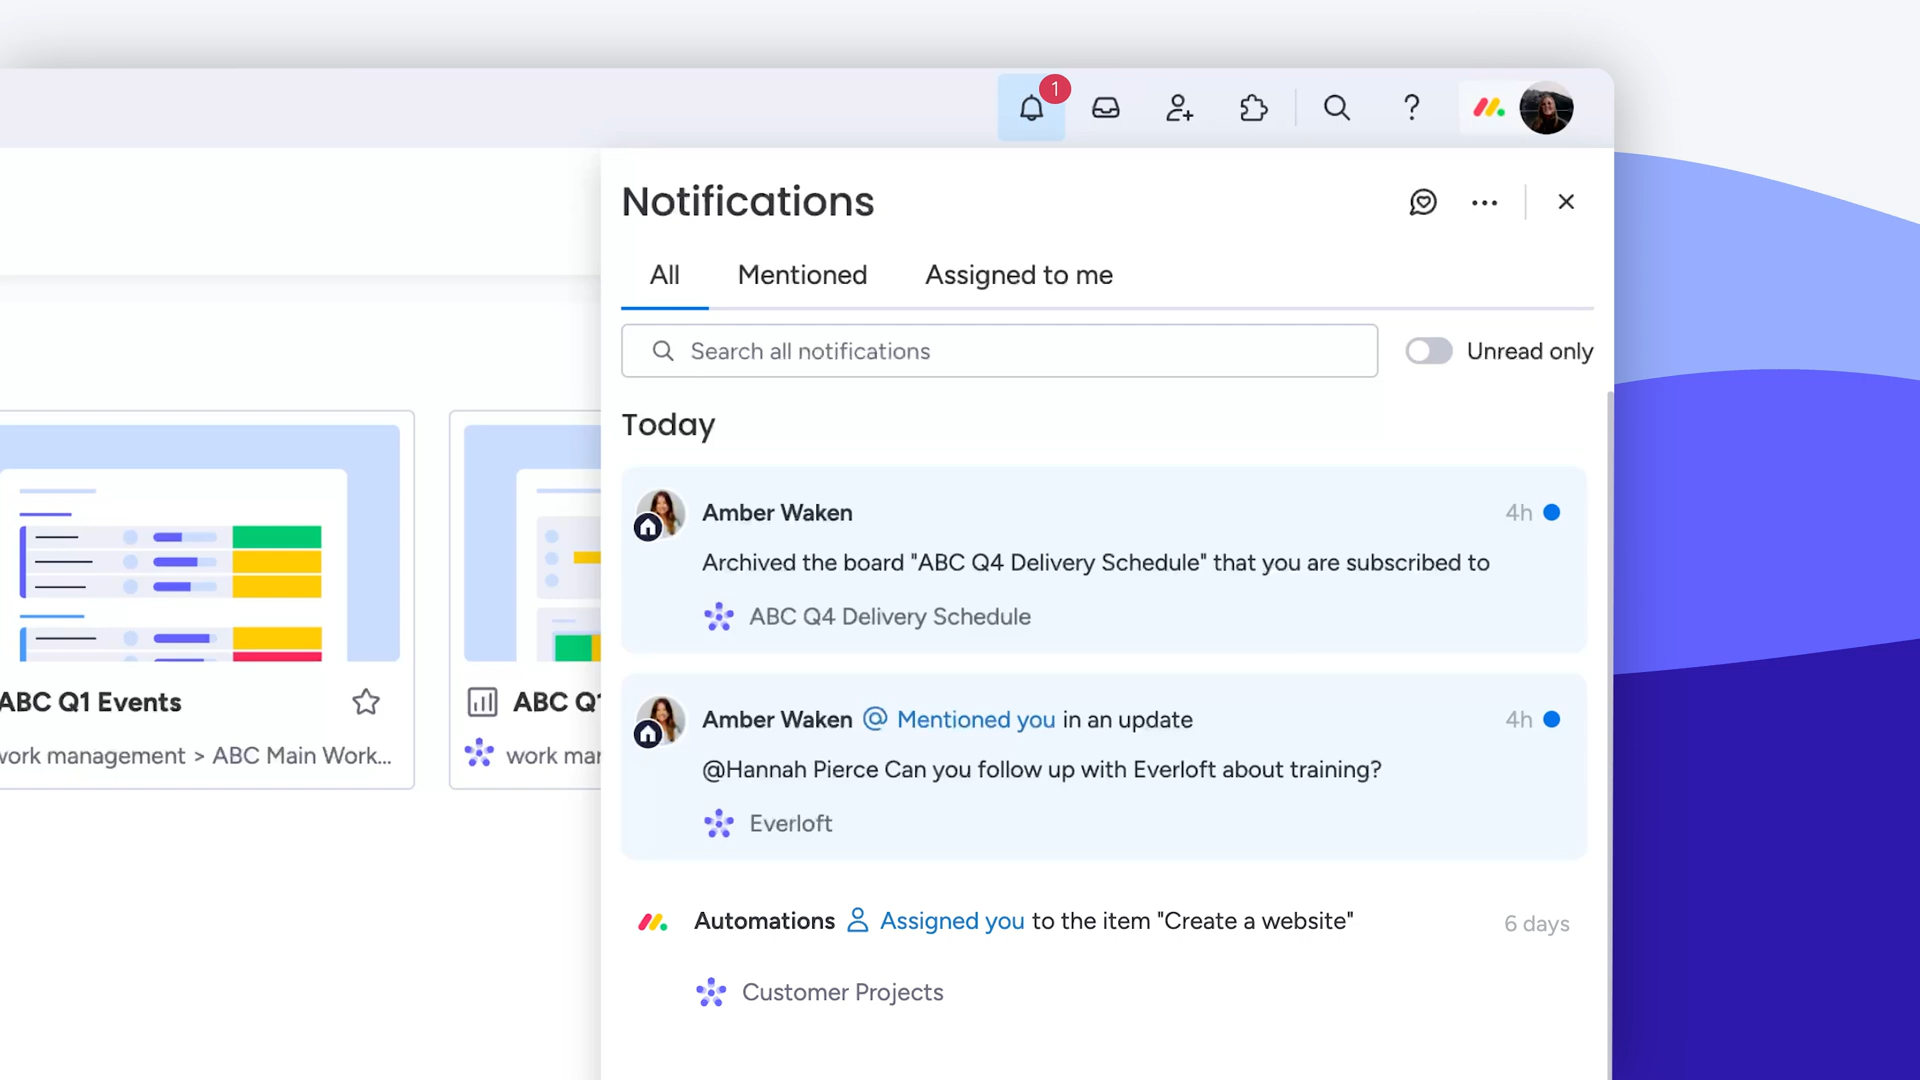 1
Notifications
All Mentioned Assigned to me
Search all notifications Unread only
Today
Amber Waken 4h
Archived the board "ABC Q4 Delivery Schedule" that you are subscribed to
ABC Q4 Delivery Schedule
Amber Waken @ Mentioned you in an update 4h
@Hannah Pierce Can you follow up with Everloft about training?
Everloft
Automations Assigned you to the item "Create a website" 6 days
Customer Projects
ABC Q1 Events
work management > ABC Main Work...
ABC Q1
work mar